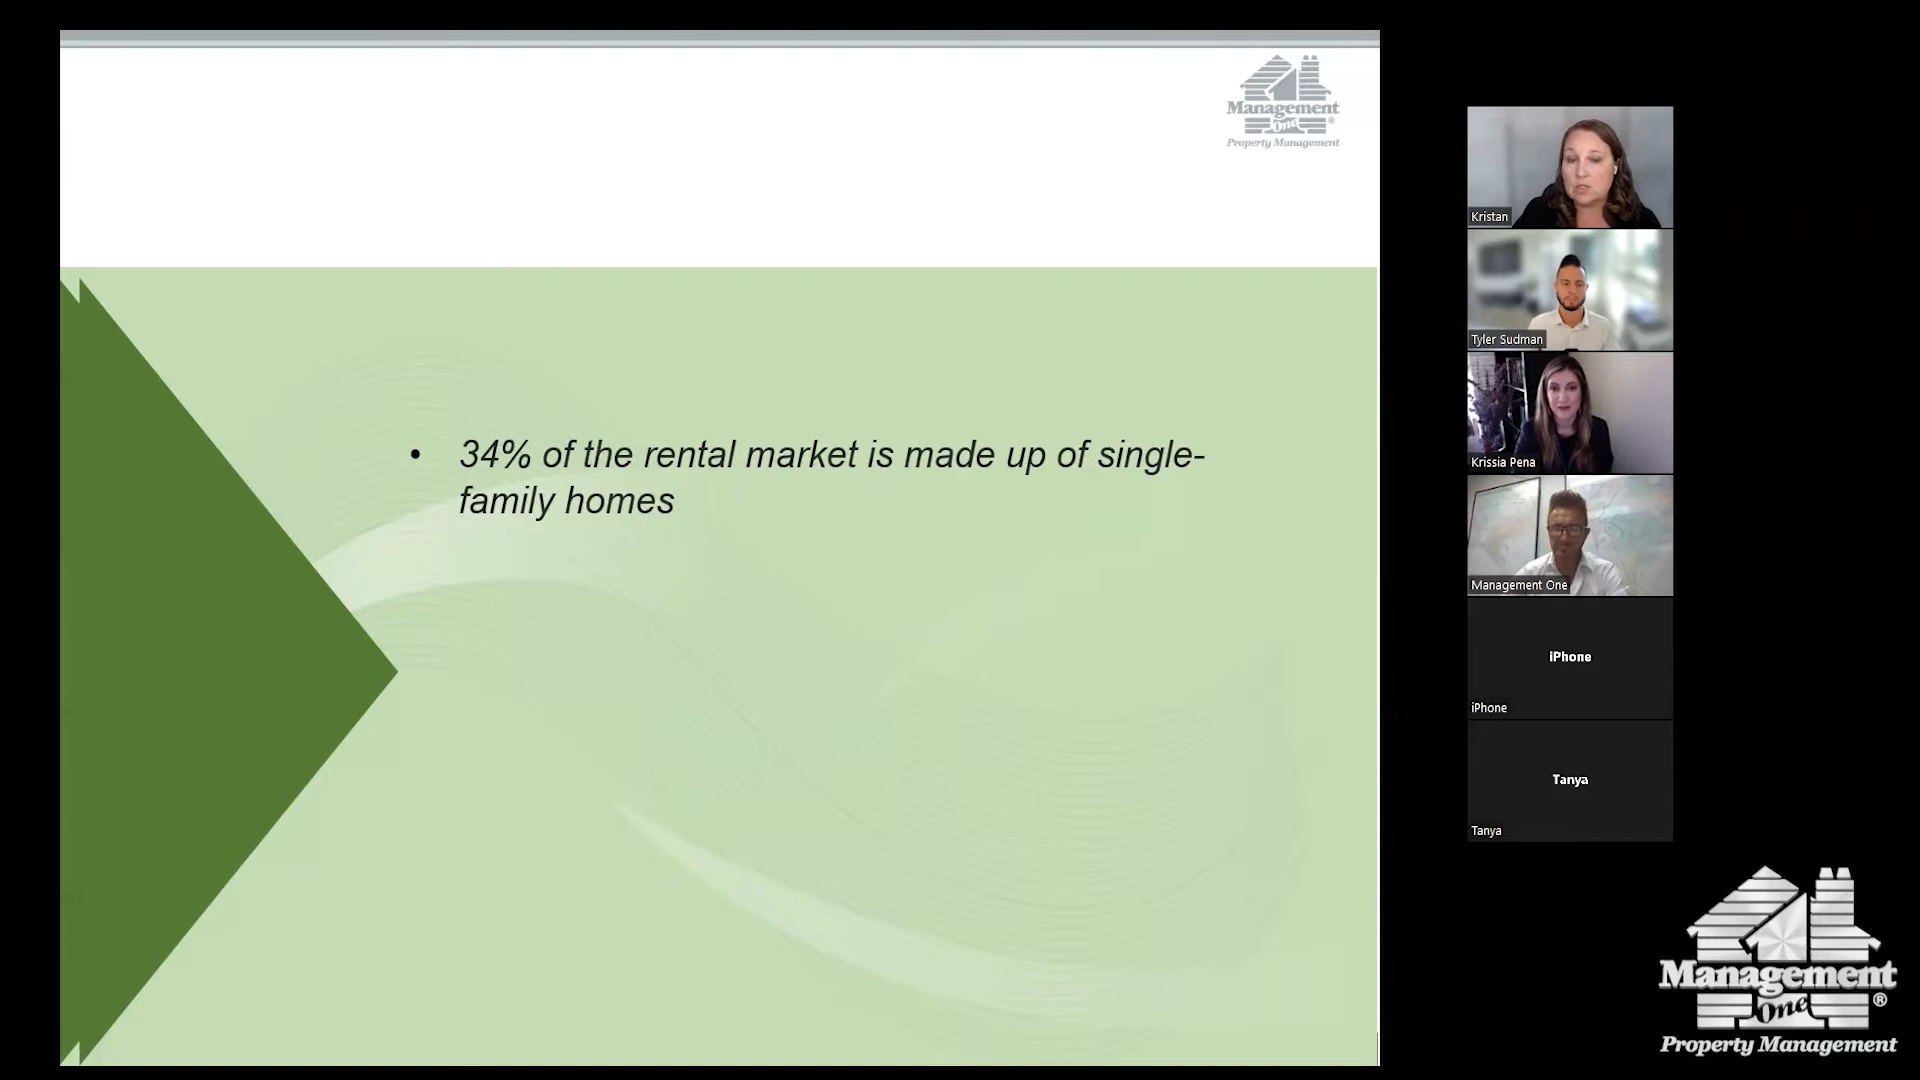 Management
One®
Property Management
• 34% of the rental market is made up of single-
family homes
Kristan
Tyler Sudman
Krissia Pena
Management One
iPhone
iPhone
Tanya
Tanya
Management
One®
Property Management